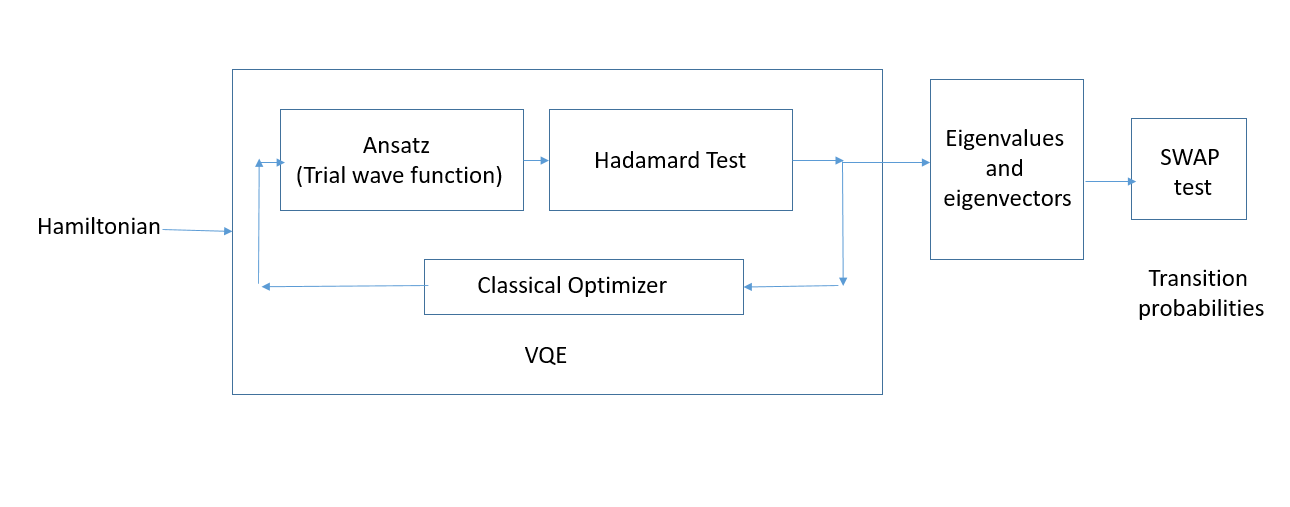 Hamiltonian
Ansatz
(Trial wave function)
Hadamard Test
Classical Optimizer
VQE
Eigenvalues
and
eigenvectors
SWAP
test
Transition
probabilities